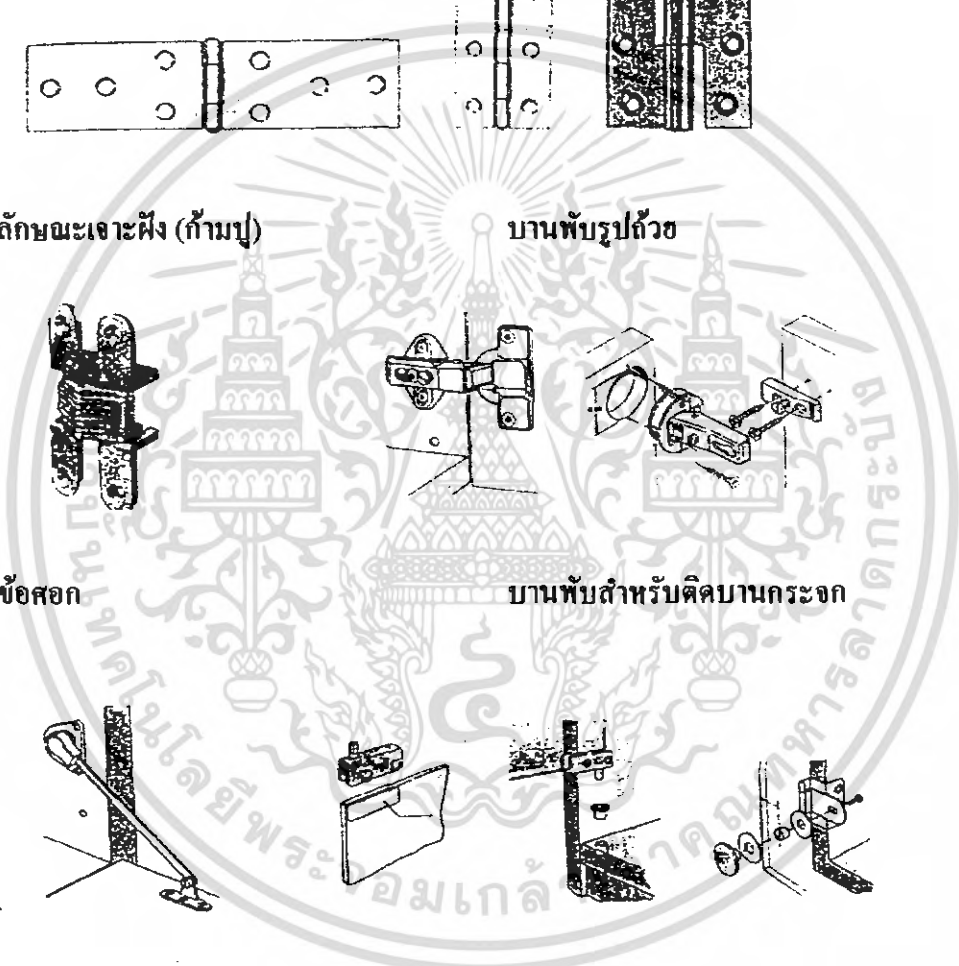 ลักษณะเจาะฝัง (ก้ามปู)
บานพับรูปถ้วย
ข้อศอก
บานพับสำหรับติดบานกระจก